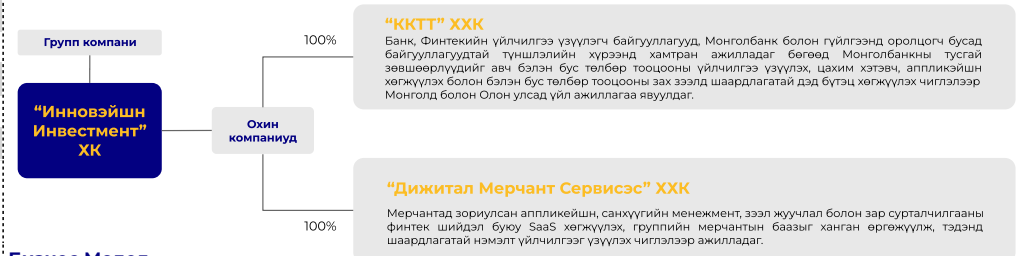 Групп компани
“Инновэйшн
Инвестмент”
ХК
Охин
компаниуд
100%
“ККТТ” ХХК
Банк, Финтекийн үйлчилгээ үзүүлэгч байгууллагууд, Монголбанк болон гүйлгээнд оролцогч бусад
байгууллагуудтай түншлэлийн хүрээнд хамтран ажилладаг бөгөөд Монголбанкны тусгай
зөвшөөрлүүдийг авч бэлэн бус төлбөр тооцооны үйлчилгээ үзүүлэх, цахим хэтэвч, аппликэйшн
хөгжүүлэх болон бэлэн бус төлбөр тооцооны зах зээлд шаардлагатай дэд бүтэц хөгжүүлэх чиглэлээр
Монголд болон Олон улсад үйл ажиллагаа явуулдаг.
100%
“Дижитал Мерчант Сервисэс” ХХК
Мерчантад зориулсан аппликейшн, санхүүгийн менежмент, зээл жуучлал болон зар сурталчилгааны
финтек шийдэл буюу SaaS хөгжүүлэх, группийн мерчантын баазыг ханган өргөжүүлж, тэдэнд
шаардлагатай нэмэлт үйлчилгээг үзүүлэх чиглэлээр ажилладаг.